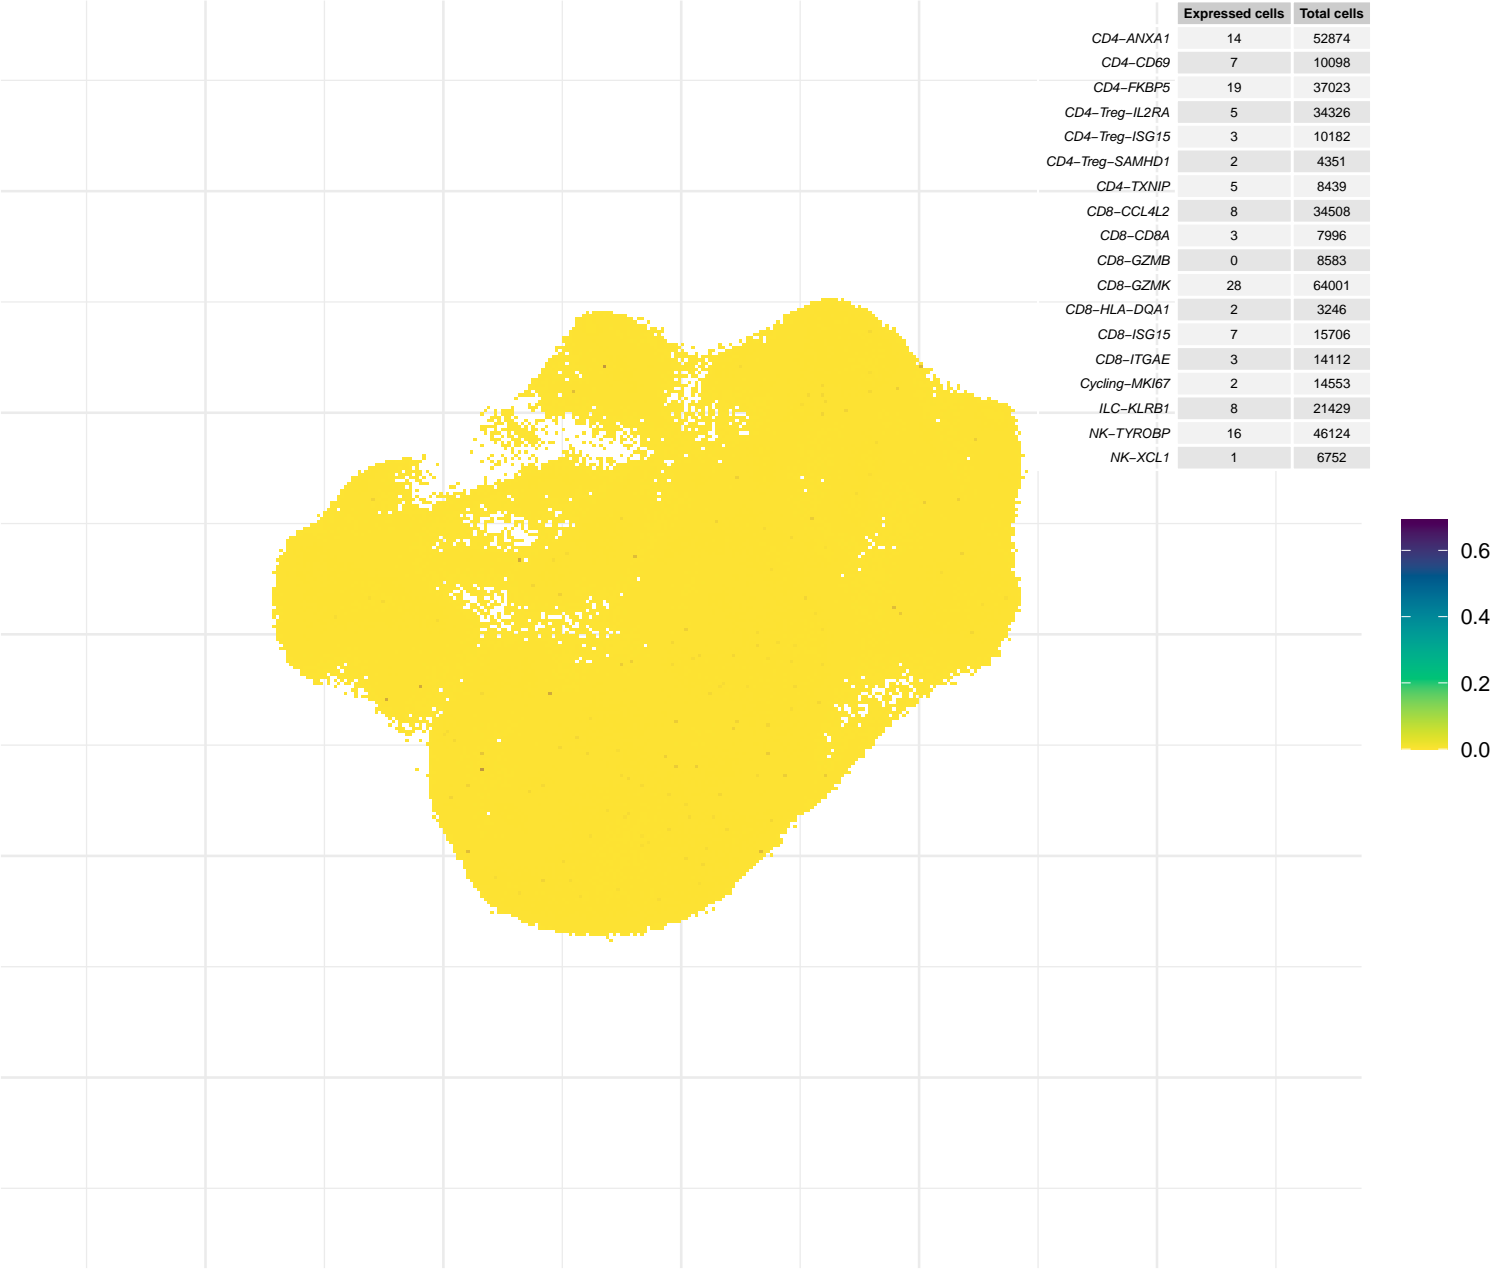 Expressed cells Total cells
CD4−ANXA1 14 52874
CD4−CD69 7 10098
CD4−FKBP5 19 37023
CD4−Treg−IL2RA 5 34326
CD4−Treg−ISG15 3 10182
CD4−Treg−SAMHD1 2 4351
CD4−TXNIP 5 8439
CD8−CCL4L2 8 34508
CD8−CD8A 3 7996
CD8−GZMB 0 8583
CD8−GZMK 28 64001
CD8−HLA−DQA1 2 3246
CD8−ISG15 7 15706
CD8−ITGAE 3 14112
Cycling−MKI67 2 14553
ILC−KLRB1 8 21429
NK−TYROBP 16 46124
NK−XCL1 1 6752
0.6
0.4
0.2
0.0